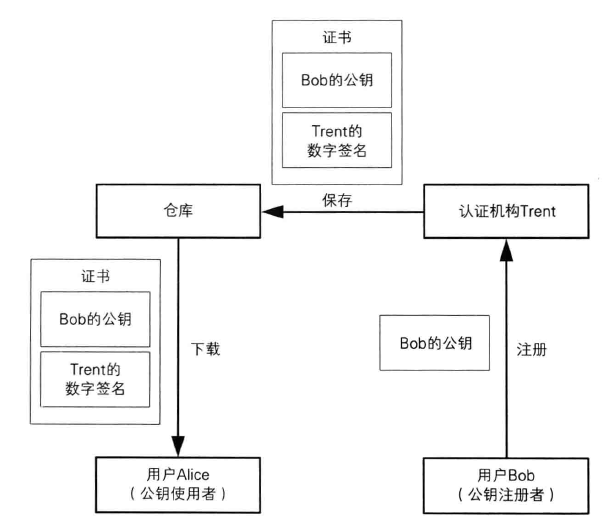 证书
Bob的公钥
Trent的
数字签名
仓库
保存
认证机构Trent
证书
Bob的公钥
Trent的
数字签名
下载
Bob的公钥
注册
用户Alice
（公钥使用者）
用户Bob
（公钥注册者）